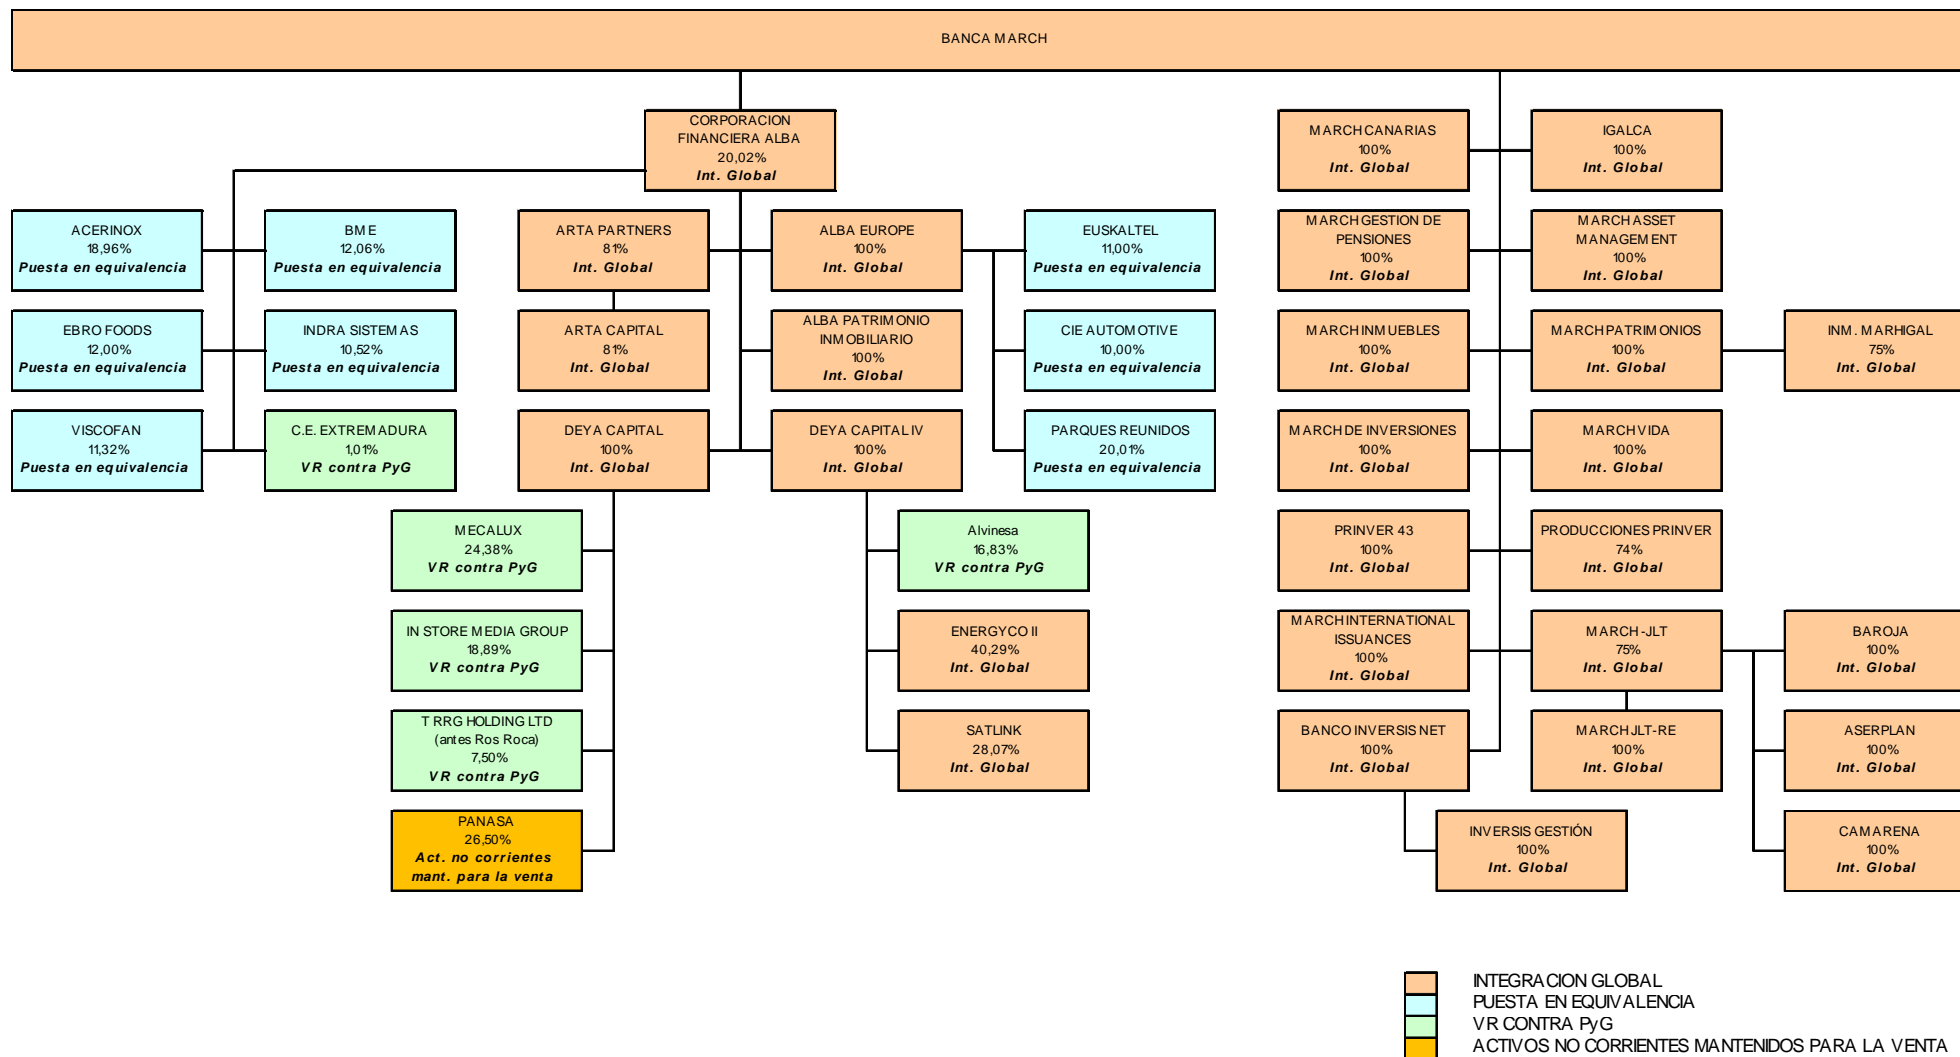 BANCA MARCH
CORPORACION
FINANCIERA ALBA
20,02%
Int. Global
ACERINOX
18,96%
Puesta en equivalencia
BME
12,06%
Puesta en equivalencia
EBRO FOODS
12,00%
Puesta en equivalencia
INDRA SISTEMAS
10,52%
Puesta en equivalencia
VISCOFAN
11,32%
Puesta en equivalencia
C.E. EXTREMADURA
1,01%
VR contra PyG
ARTA PARTNERS
81%
Int. Global
ALBA EUROPE
100%
Int. Global
EUSKALTEL
11,00%
Puesta en equivalencia
ARTA CAPITAL
81%
Int. Global
ALBA PATRIMONIO
INMOBILIARIO
100%
Int. Global
CIE AUTOMOTIVE
10,00%
Puesta en equivalencia
DEYA CAPITAL
100%
Int. Global
DEYA CAPITAL IV
100%
Int. Global
PARQUES REUNIDOS
20,01%
Puesta en equivalencia
MECALUX
24,38%
VR contra PyG
IN STORE MEDIA GROUP
18,89%
VR contra PyG
T RRG HOLDING LTD
(antes Ros Roca)
7,50%
VR contra PyG
PANASA
26,50%
Act. no corrientes
mant. para la venta
Alvinesa
16,83%
VR contra PyG
ENERGYCO II
40,29%
Int. Global
SATLINK
28,07%
Int. Global
MARCH CANARIAS
100%
Int. Global
IGALCA
100%
Int. Global
MARCH GESTION DE
PENSIONES
100%
Int. Global
MARCH ASSET
MANAGEMENT
100%
Int. Global
MARCH INMUEBLES
100%
Int. Global
MARCH PATRIMONIOS
100%
Int. Global
INM. MARHIGAL
75%
Int. Global
MARCH DE INVERSIONES
100%
Int. Global
MARCH VIDA
100%
Int. Global
PRINVER 43
100%
Int. Global
PRODUCCIONES PRINVER
74%
Int. Global
MARCH INTERNATIONAL
ISSUANCES
100%
Int. Global
MARCH -JLT
75%
Int. Global
BAROJA
100%
Int. Global
BANCO INVERSIS NET
100%
Int. Global
MARCH JLT-RE
100%
Int. Global
ASERPLAN
100%
Int. Global
INVERSIS GESTIÓN
100%
Int. Global
CAMARENA
100%
Int. Global
INTEGRACION GLOBAL
PUESTA EN EQUIVALENCIA
VR CONTRA PyG
ACTIVOS NO CORRIENTES MANTENIDOS PARA LA VENTA